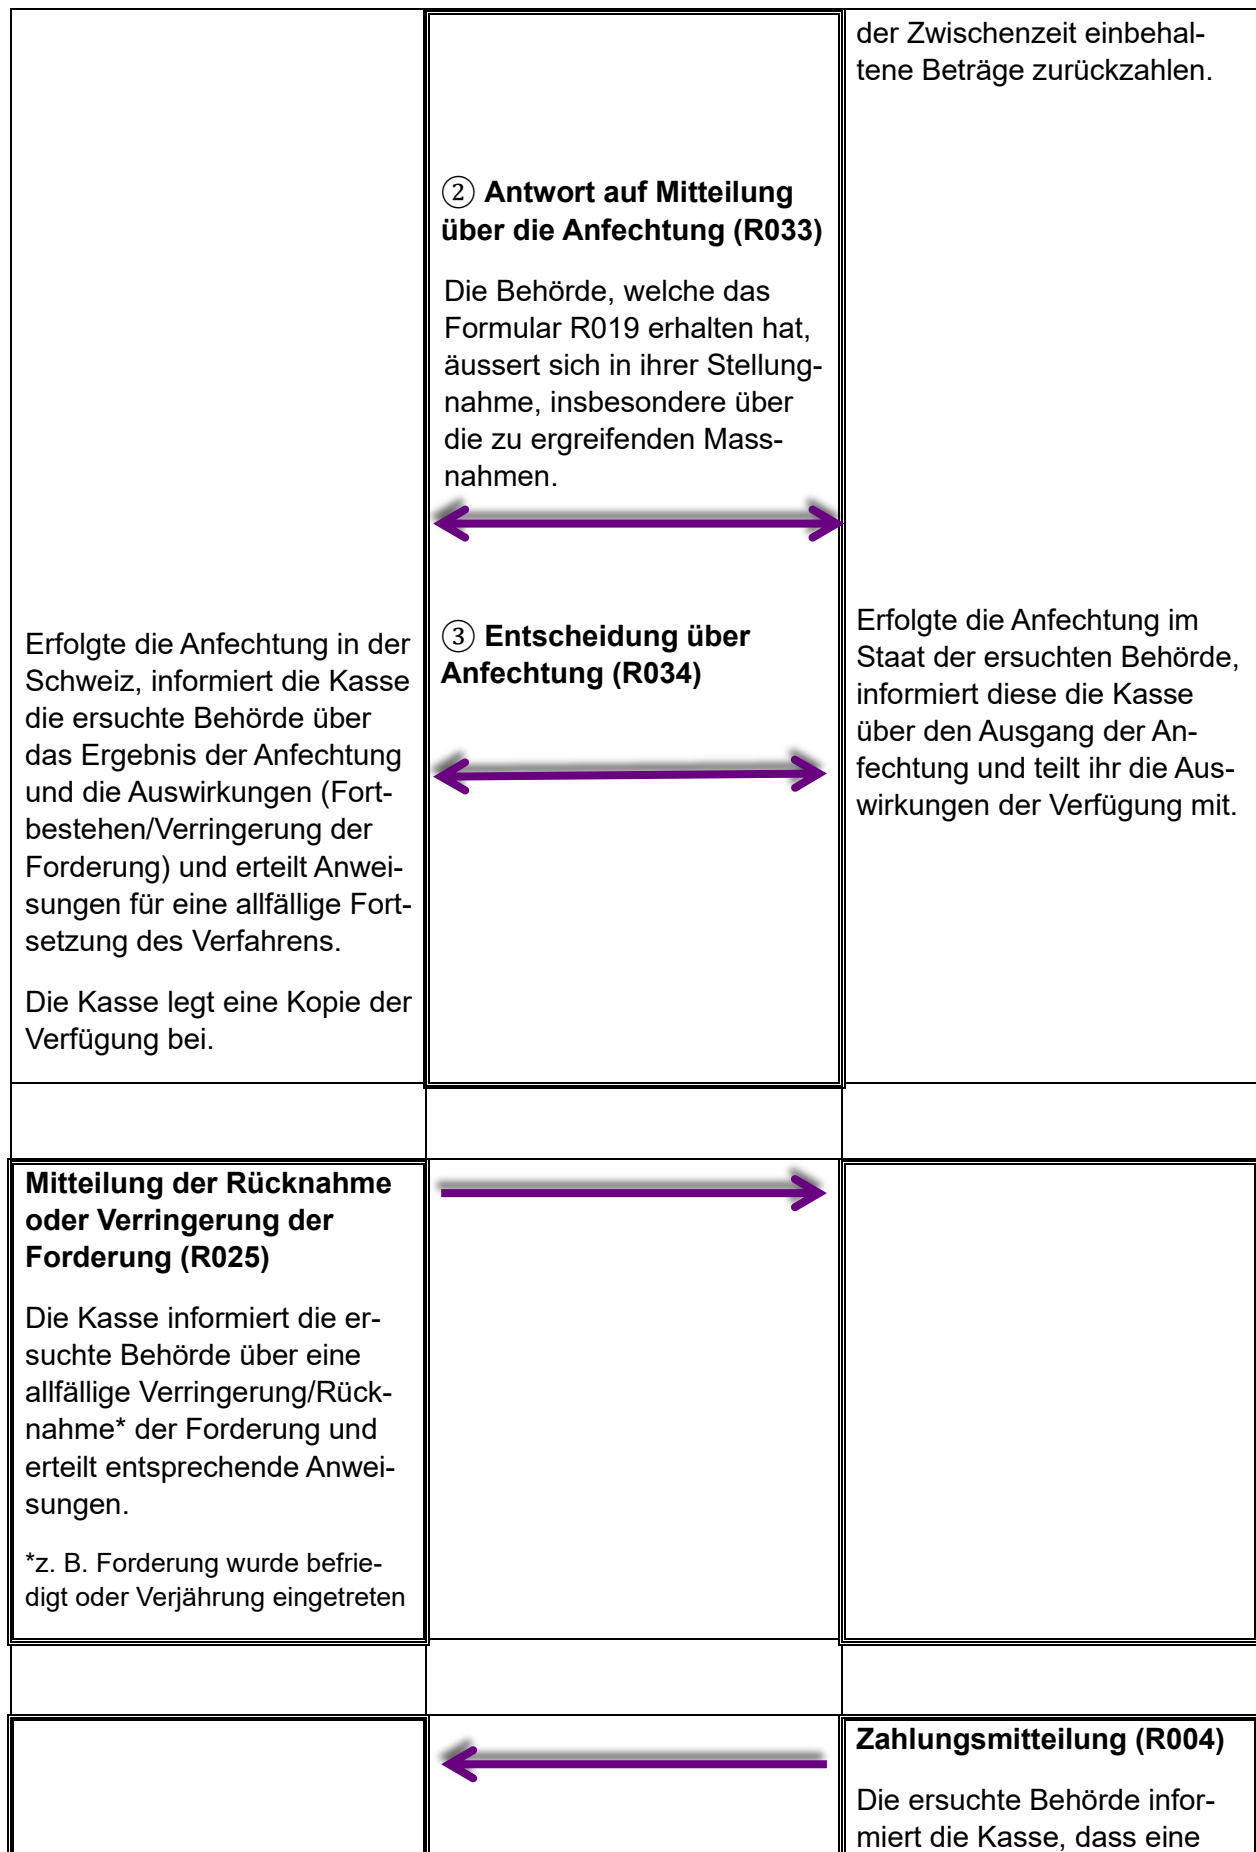 der Zwischenzeit einbehal-
tene Beträge zurückzahlen.
② Antwort auf Mitteilung
über die Anfechtung (R033)
Die Behörde, welche das
Formular R019 erhalten hat,
äussert sich in ihrer Stellung-
nahme, insbesondere über
die zu ergreifenden Mass-
nahmen.
Erfolgte die Anfechtung in der
Schweiz, informiert die Kasse
die ersuchte Behörde über
das Ergebnis der Anfechtung
und die Auswirkungen (Fort-
bestehen/Verringerung der
Forderung) und erteilt Anwei-
sungen für eine allfällige Fort-
setzung des Verfahrens.
Die Kasse legt eine Kopie der
Verfügung bei.
③ Entscheidung über
Anfechtung (R034)
Erfolgte die Anfechtung im
Staat der ersuchten Behörde,
informiert diese die Kasse
über den Ausgang der An-
fechtung und teilt ihr die Aus-
wirkungen der Verfügung mit.
Mitteilung der Rücknahme
oder Verringerung der
Forderung (R025)
Die Kasse informiert die er-
suchte Behörde über eine
allfällige Verringerung/Rück-
nahme* der Forderung und
erteilt entsprechende Anwei-
sungen.
*z. B. Forderung wurde befrie-
digt oder Verjährung eingetreten
Zahlungsmitteilung (R004)
Die ersuchte Behörde infor-
miert die Kasse, dass eine